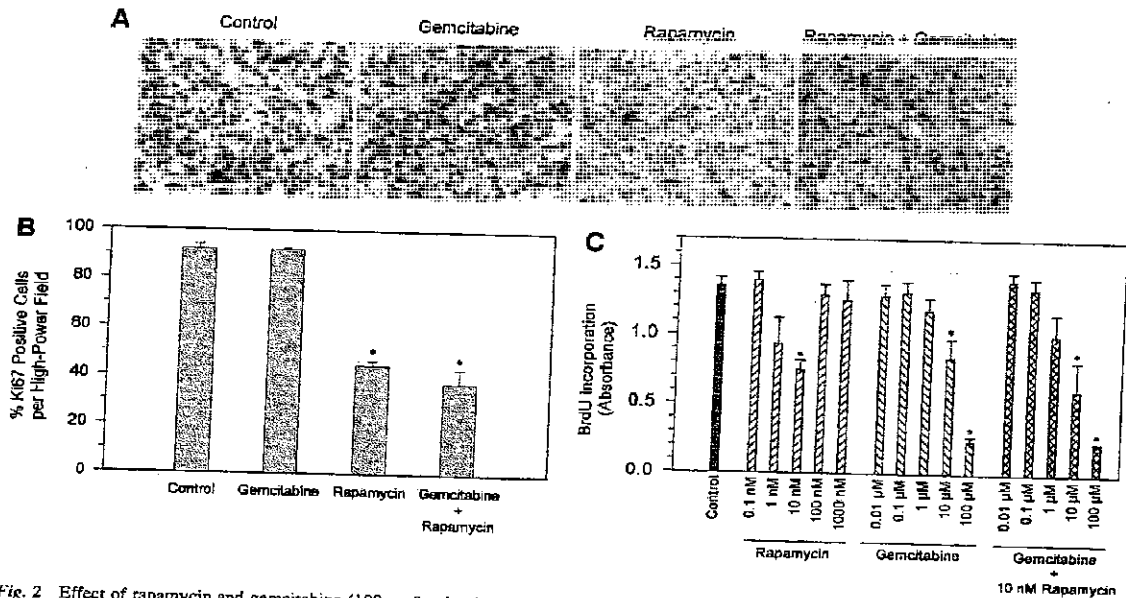 A
Control
Gemcitabine
Rapamycin
Rapamycin + Gemcitabine
B
% Ki67 Positive Cells
per High-Power Field
100
80
60
40
20
0
*
*
Control
Gemcitabine
Rapamycin
Gemcitabine
+
Rapamycin
C
BrdU Incorporation
(Absorbance)
1.5
1.0
0.5
0.0
*
*
*
*
*
Control
0.1 nM
1 nM
10 nM
100 nM
1000 nM
0.01 µM
0.1 µM
1 µM
10 µM
100 µM
0.01 µM
0.1 µM
1 µM
10 µM
100 µM
Rapamycin
Gemcitabine
Gemcitabine
+
10 nM Rapamycin
Fig. 2 Effect of rapamycin and gemcitabine (100